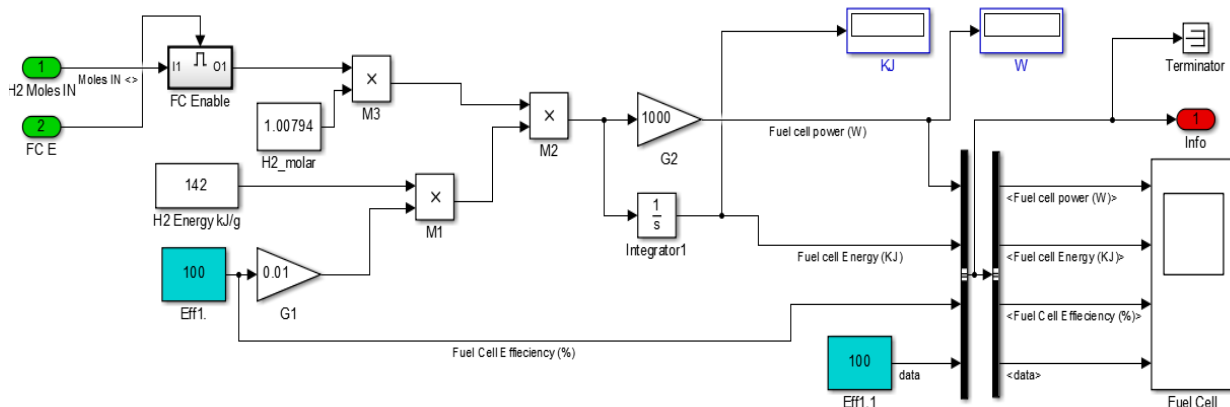 1
H2 Moles IN
Moles IN <>
I1
O1
FC Enable
2
FC E
1.00794
H2_molar
×
M3
142
H2 Energy kJ/g
×
M1
×
M2
100
Eff1.
0.01
G1
Fuel Cell Effieciency (%)
1000
G2
1
s
Integrator1
KJ
W
Fuel cell power (W)
Fuel cell Energy (KJ)
100
Eff1.1
data
Terminator
1
Info
<Fuel cell power (W)>
<Fuel cell Energy (KJ)>
<Fuel Cell Effieciency (%)>
<data>
Fuel Cell